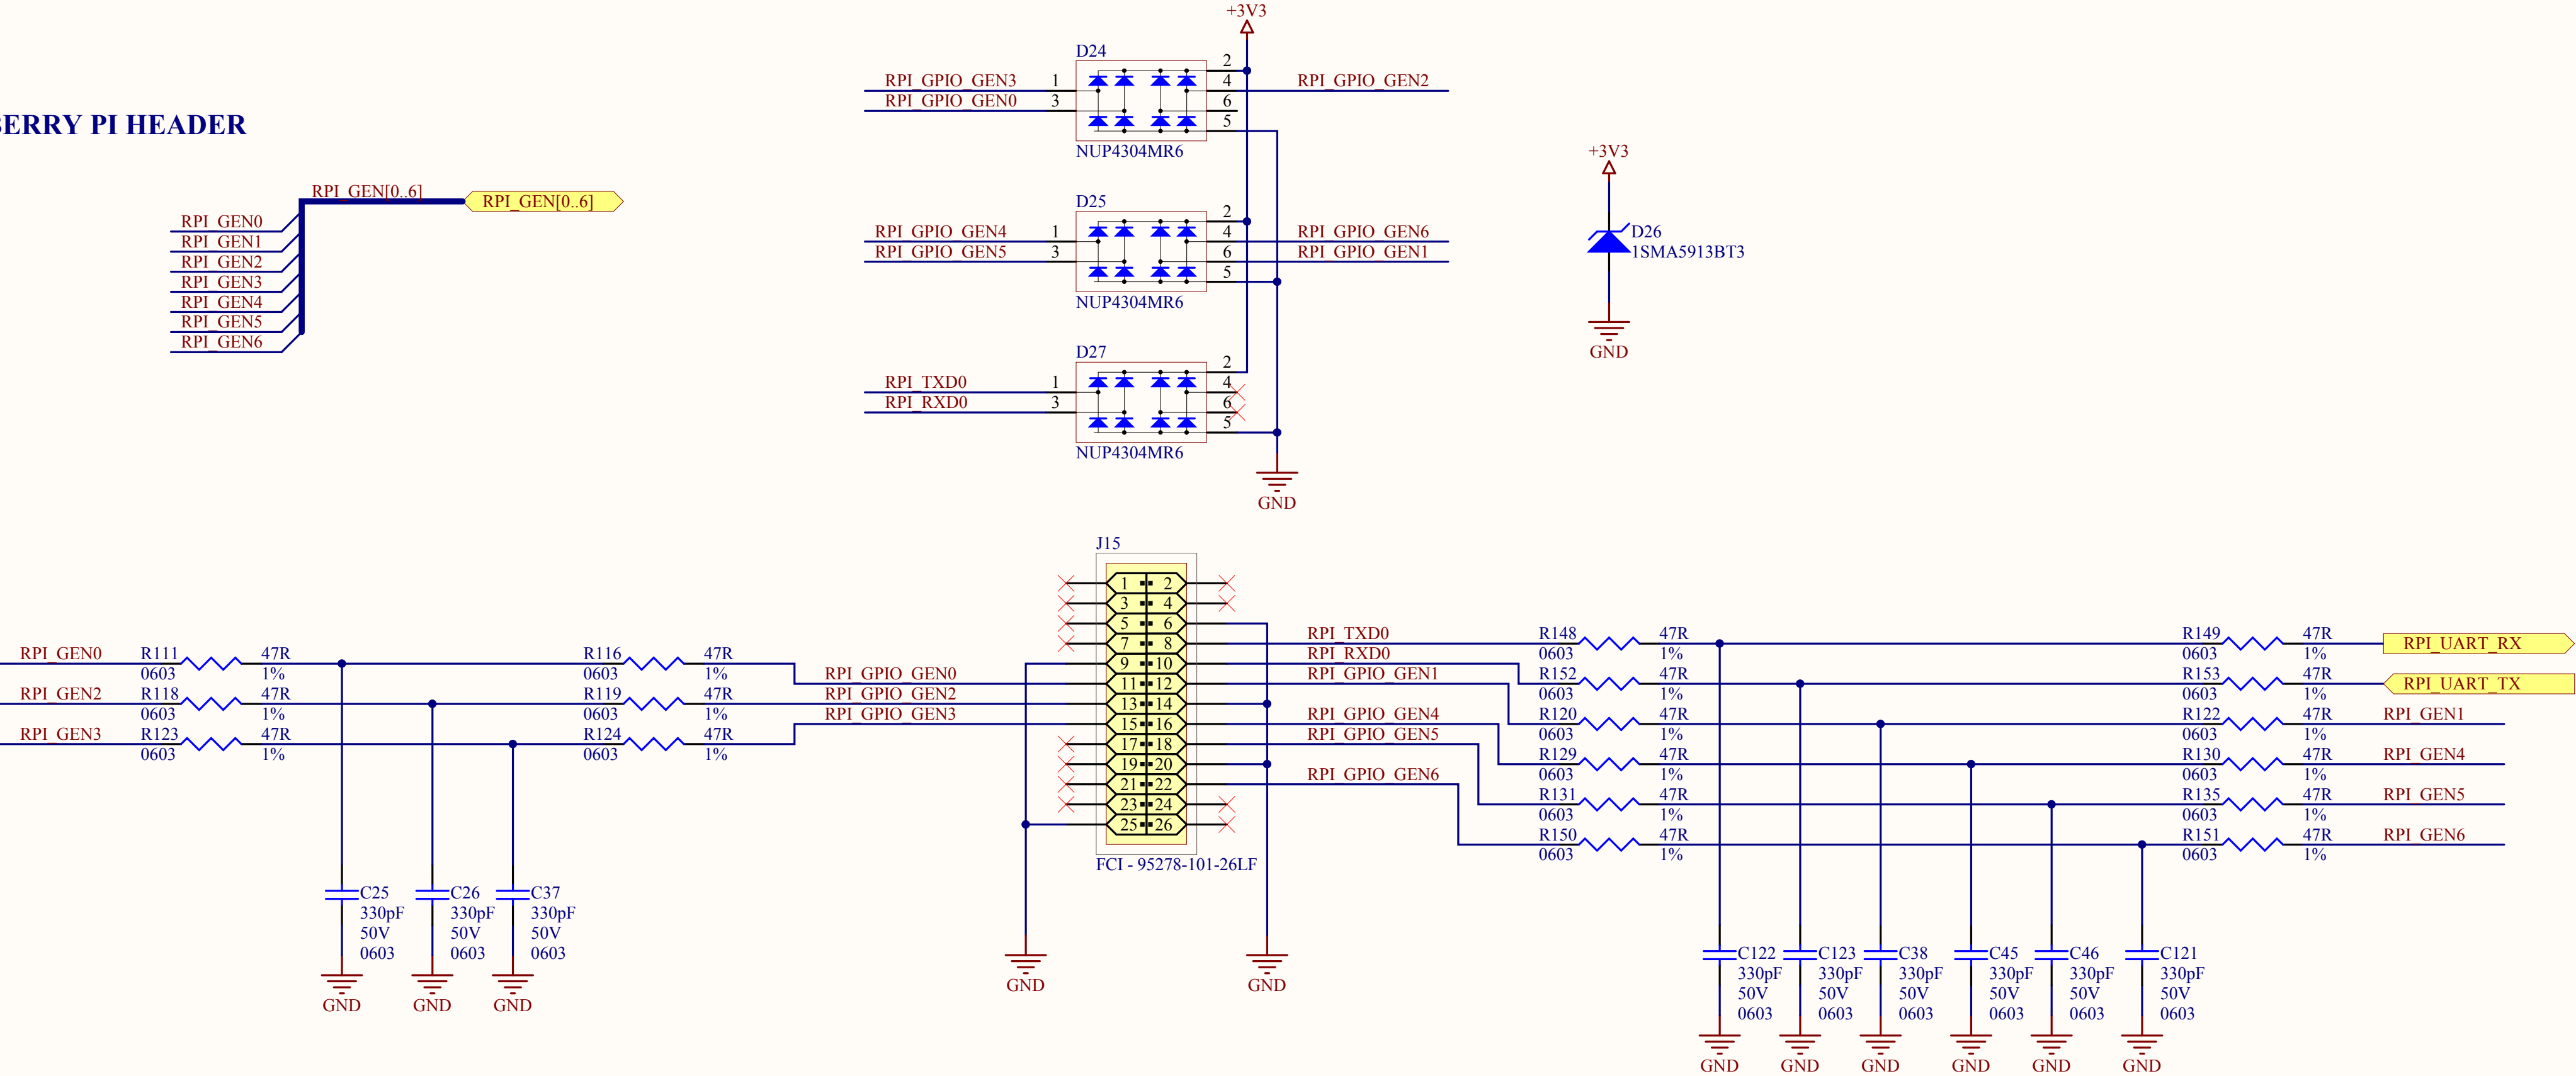 +3V3
D24
RPI_GPIO_GEN3 1 2
RPI_GPIO_GEN0 3 4 RPI_GPIO_GEN2
6
5
NUP4304MR6
BERRY PI HEADER
+3V3
D26
1SMA5913BT3
GND
RPI_GEN[0..6] RPI_GEN[0..6]
RPI_GEN0
RPI_GEN1
RPI_GEN2
RPI_GEN3
RPI_GEN4
RPI_GEN5
RPI_GEN6
D25
2
RPI_GPIO_GEN4 1 4 RPI_GPIO_GEN6
RPI_GPIO_GEN5 3 6 RPI_GPIO_GEN1
5
NUP4304MR6
D27
2
RPI_TXD0 1 4
RPI_RXD0 3 6
5
NUP4304MR6
GND
J15
1 2
3 4
5 6
7 8
9 10
11 12
13 14
15 16
17 18
19 20
21 22
23 24
25 26
FCI - 95278-101-26LF
GND
GND
RPI_GEN0 R111 47R R116 47R
0603 1% 0603 1% RPI_GPIO_GEN0
RPI_GEN2 R118 47R R119 47R RPI_GPIO_GEN2
0603 1% 0603 1% RPI_GPIO_GEN3
RPI_GEN3 R123 47R R124 47R
0603 1% 0603 1%
C25 C26 C37
330pF 330pF 330pF
50V 50V 50V
0603 0603 0603
GND GND GND
RPI_TXD0 R148 47R R149 47R RPI_UART_RX
RPI_RXD0 0603 1% 0603 1%
RPI_GPIO_GEN1 R152 47R R153 47R RPI_UART_TX
0603 1% 0603 1%
RPI_GPIO_GEN4 R120 47R R122 47R RPI_GEN1
RPI_GPIO_GEN5 0603 1% 0603 1%
R129 47R R130 47R RPI_GEN4
RPI_GPIO_GEN6 0603 1% 0603 1%
R131 47R R135 47R RPI_GEN5
0603 1% 0603 1%
R150 47R R151 47R RPI_GEN6
0603 1% 0603 1%
C122 C123 C38 C45 C46 C121
330pF 330pF 330pF 330pF 330pF 330pF
50V 50V 50V 50V 50V 50V
0603 0603 0603 0603 0603 0603
GND GND GND GND GND GND